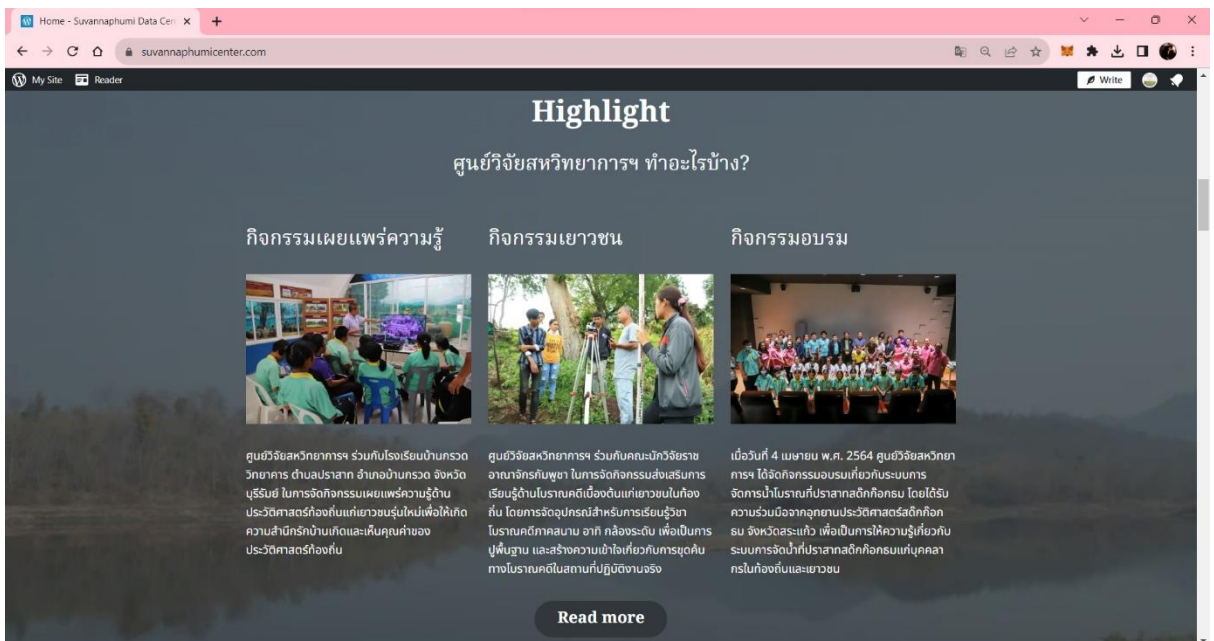 Home - Suvannaphumi Data Cen
suvannaphumicenter.com
My Site Reader Write
Highlight
ศูนย์วิจัยสหวิทยาการฯ ทำอะไรบ้าง?
กิจกรรมเผยแพร่ความรู้
ศูนย์วิจัยสหวิทยาการฯ ร่วมกับโรงเรียนบ้านกรวด
วิทยาคาร ตำบลปราสาท อำเภอบ้านกรวด จังหวัด
บุรีรัมย์ ในการจัดกิจกรรมเผยแพร่ความรู้ด้าน
ประวัติศาสตร์ท้องถิ่นแก่เยาวชนรุ่นใหม่เพื่อให้เกิด
ความสำนึกรักบ้านเกิดและเห็นคุณค่าของ
ประวัติศาสตร์ท้องถิ่น
กิจกรรมเยาวชน
ศูนย์วิจัยสหวิทยาการฯ ร่วมกับคณะนักวิจัยราช
อาณาจักรกัมพูชา ในการจัดกิจกรรมส่งเสริมการ
เรียนรู้ด้านโบราณคดีเบื้องต้นแก่เยาวชนในท้อง
ถิ่น โดยการจัดอุปกรณ์สำหรับการเรียนรู้วิชา
โบราณคดีภาคสนาม อาทิ กล้องระดับ เพื่อเป็นการ
ปูพื้นฐาน และสร้างความเข้าใจเกี่ยวกับการขุดค้น
ทางโบราณคดีในสถานที่ปฏิบัติงานจริง
กิจกรรมอบรม
เมื่อวันที่ 4 เมษายน พ.ศ. 2564 ศูนย์วิจัยสหวิทยา
การฯ ได้จัดกิจกรรมอบรมเกี่ยวกับระบบการ
จัดการน้ำโบราณที่ปราสาทสด๊กก๊อกธม โดยได้รับ
ความร่วมมือจากอุทยานประวัติศาสตร์สด๊กก๊อก
ธม จังหวัดสระแก้ว เพื่อเป็นการให้ความรู้เกี่ยวกับ
ระบบการจัดน้ำที่ปราสาทสด๊กก๊อกธมแก่บุคคลา
กรในท้องถิ่นและเยาวชน
Read more